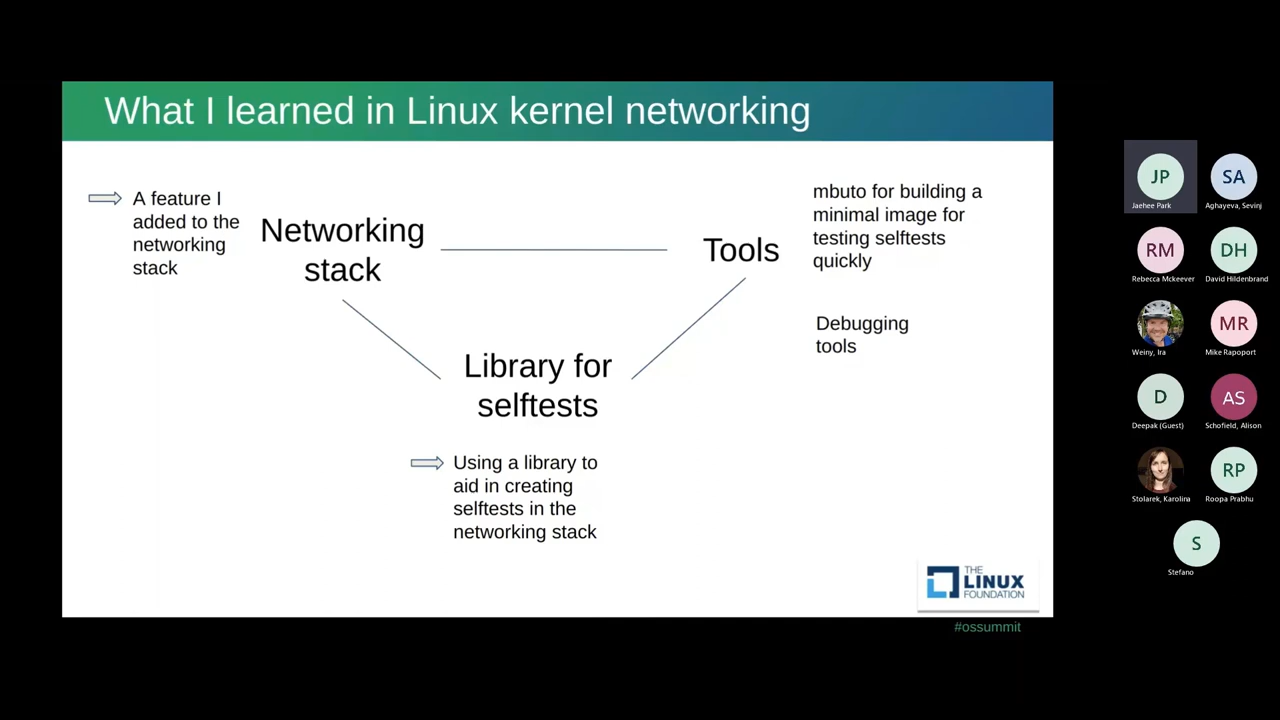 What I learned in Linux kernel networking
A feature I
added to the
networking
stack
Networking
stack
Tools
mbuto for building a
minimal image for
testing selftests
quickly
Debugging
tools
Library for
selftests
Using a library to
aid in creating
selftests in the
networking stack
THE
LINUX
FOUNDATION
#ossummit
JP
Jaehee Park
SA
Aghayeva, Sevinj
RM
Rebecca Mckeever
DH
David Hildenbrand
Weiny, Ira
MR
Mike Rapoport
D
Deepak (Guest)
AS
Schofield, Alison
Stolarek, Karolina
RP
Roopa Prabhu
S
Stefano